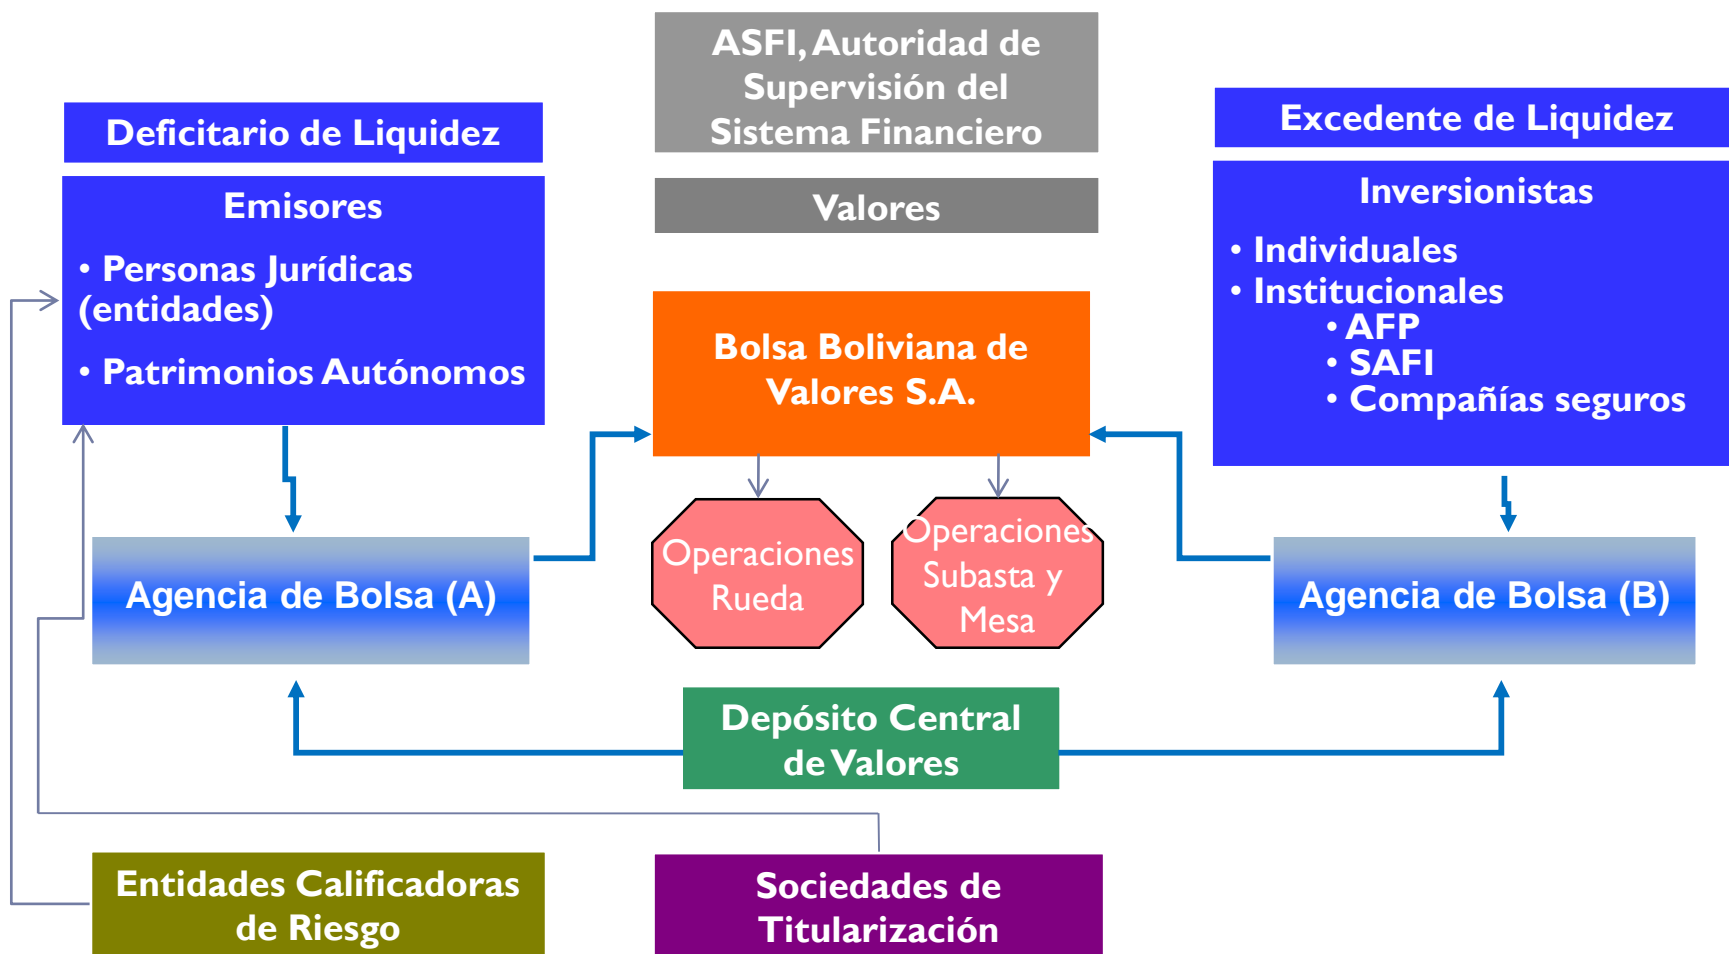 ASFI, Autoridad de
Supervisión del
Sistema Financiero
Deficitario de Liquidez
Excedente de Liquidez
Valores
Emisores
• Personas Jurídicas
(entidades)
• Patrimonios Autónomos
Inversionistas
• Individuales
• Institucionales
• AFP
• SAFI
• Compañías seguros
Bolsa Boliviana de
Valores S.A.
Operaciones
Rueda
Operaciones
Subasta y
Mesa
Agencia de Bolsa (A)
Agencia de Bolsa (B)
Depósito Central
de Valores
Entidades Calificadoras
de Riesgo
Sociedades de
Titularización